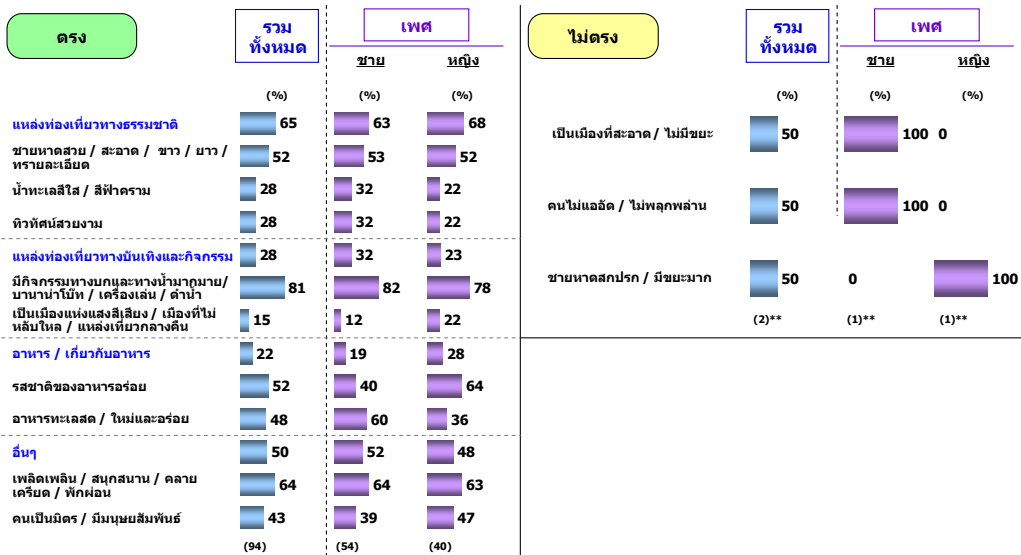 ตรง
รวม
ทั้งหมด
เพศ
ชาย หญิง
(%) (%) (%)
แหล่งท่องเที่ยวทางธรรมชาติ 65 63 68
ชายหาดสวย / สะอาด / ขาว / ยาว /
ทรายละเอียด 52 53 52
น้ำทะเลสีใส / สีฟ้าคราม 28 32 22
ทิวทัศน์สวยงาม 28 32 22
แหล่งท่องเที่ยวทางบันเทิงและกิจกรรม 28 32 23
มีกิจกรรมทางบกและทางน้ำมากมาย/
บานาน่าโบ๊ท / เครื่องเล่น / ดำน้ำ 81 82 78
เป็นเมืองแห่งแสงสีเสียง / เมืองที่ไม่
หลับใหล / แหล่งเที่ยวกลางคืน 15 12 22
อาหาร / เกี่ยวกับอาหาร 22 19 28
รสชาติของอาหารอร่อย 52 40 64
อาหารทะเลสด / ใหม่และอร่อย 48 60 36
อื่นๆ 50 52 48
เพลิดเพลิน / สนุกสนาน / คลาย
เครียด / พักผ่อน 64 64 63
คนเป็นมิตร / มีมนุษยสัมพันธ์ 43 39 47
(94) (54) (40)
ไม่ตรง
รวม
ทั้งหมด
เพศ
ชาย หญิง
(%) (%) (%)
เป็นเมืองที่สะอาด / ไม่มีขยะ 50 100 0
คนไม่แออัด / ไม่พลุกพล่าน 50 100 0
ชายหาดสกปรก / มีขยะมาก 50 0 100
(2)** (1)** (1)**